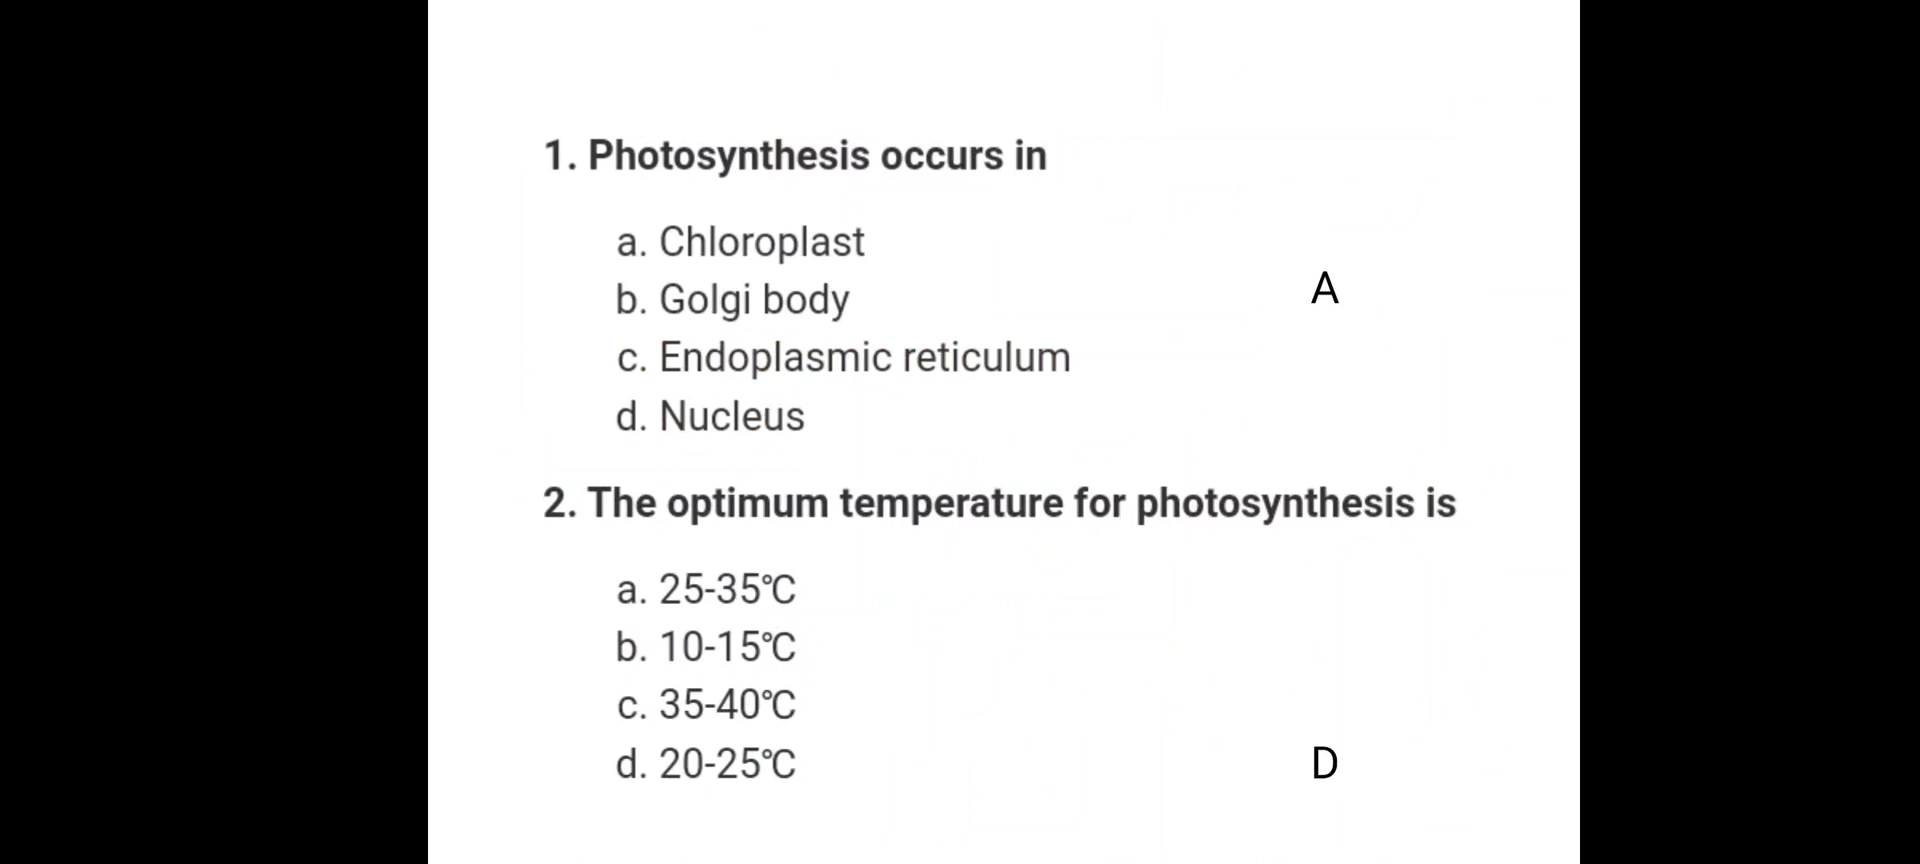 1. Photosynthesis occurs in
a. Chloroplast
A
b. Golgi body
c. Endoplasmic reticulum
d. Nucleus
2. The optimum temperature for photosynthesis is
a. 25-35℃
b. 10-15℃
c. 35-40℃
d. 20-25℃
D